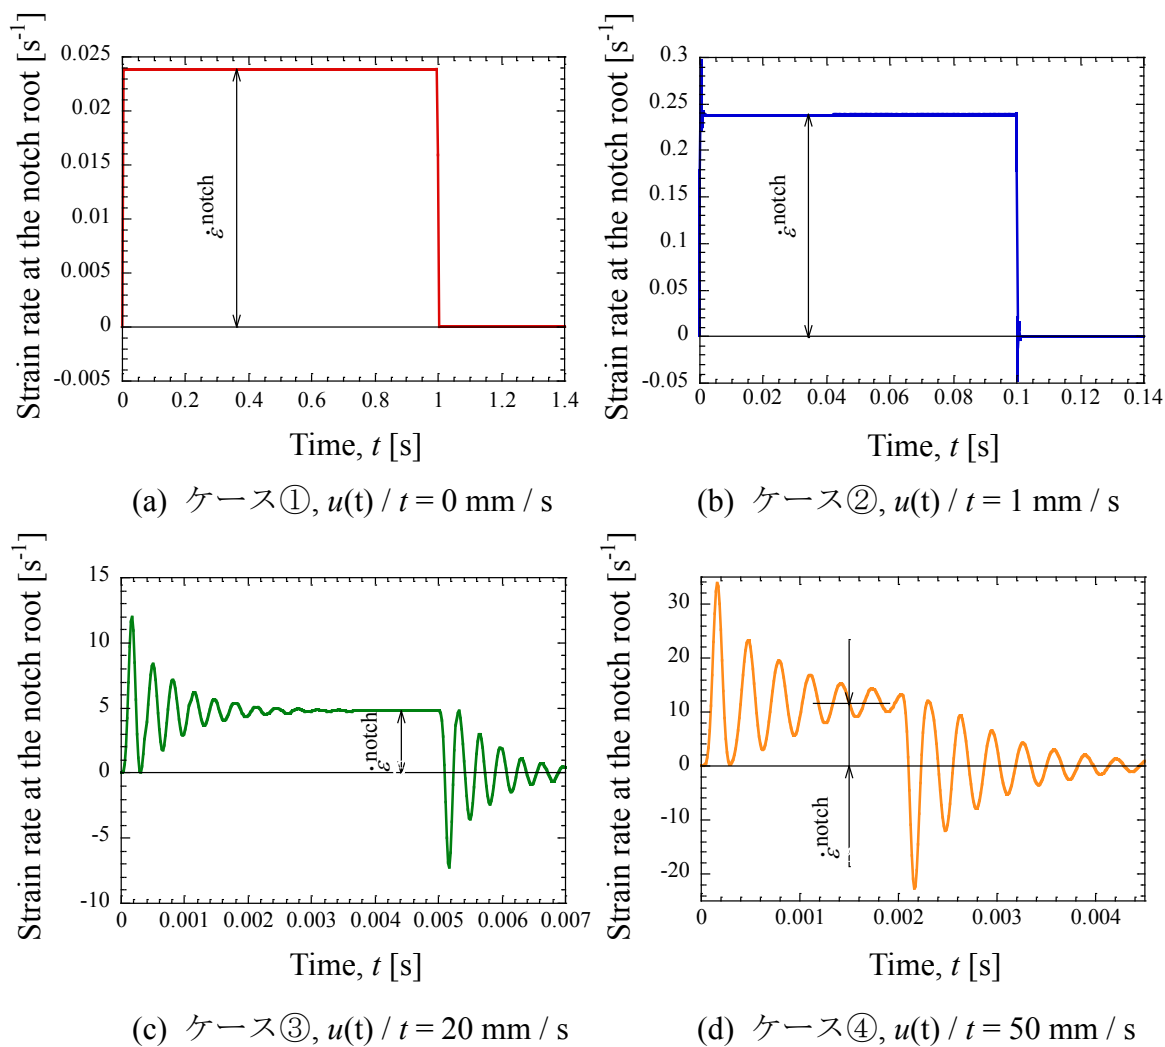 Strain rate at the notch root [s⁻¹]
0.025
0.02
0.015
0.01
0.005
0
-0.005
ε̇ⁿᵒᵗᶜʰ
0 0.2 0.4 0.6 0.8 1 1.2 1.4
Time, t [s]
(a) ケース①, u(t) / t = 0 mm / s
Strain rate at the notch root [s⁻¹]
0.3
0.25
0.2
0.15
0.1
0.05
0
-0.05
ε̇ⁿᵒᵗᶜʰ
0 0.02 0.04 0.06 0.08 0.1 0.12 0.14
Time, t [s]
(b) ケース②, u(t) / t = 1 mm / s
Strain rate at the notch root [s⁻¹]
15
10
5
0
-5
-10
ε̇ⁿᵒᵗᶜʰ
0 0.001 0.002 0.003 0.004 0.005 0.006 0.007
Time, t [s]
(c) ケース③, u(t) / t = 20 mm / s
Strain rate at the notch root [s⁻¹]
30
20
10
0
-10
-20
ε̇ⁿᵒᵗᶜʰ
0 0.001 0.002 0.003 0.004
Time, t [s]
(d) ケース④, u(t) / t = 50 mm / s